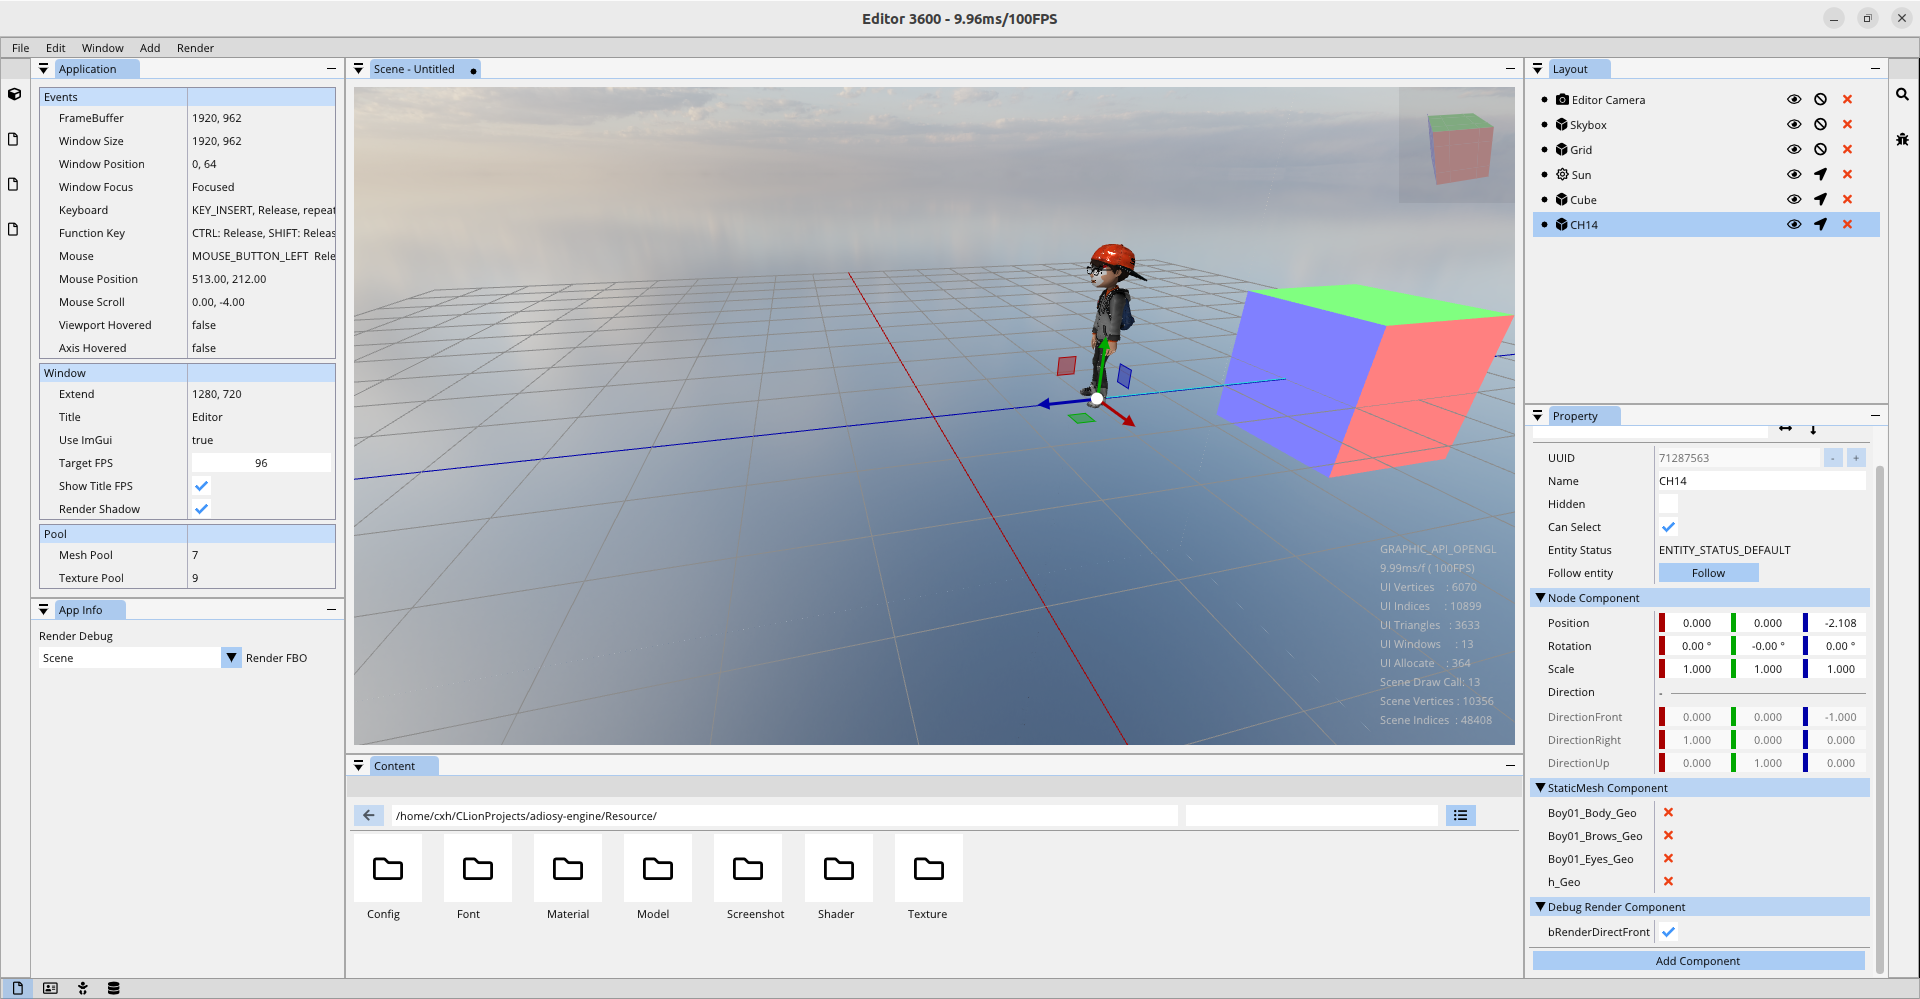 Editor 3600 - 9.96ms/100FPS
File Edit Window Add Render
Application
Events
FrameBuffer 1920, 962
Window Size 1920, 962
Window Position 0, 64
Window Focus Focused
Keyboard KEY_INSERT, Release, repeat
Function Key CTRL: Release, SHIFT: Releas
Mouse MOUSE_BUTTON_LEFT Rele
Mouse Position 513.00, 212.00
Mouse Scroll 0.00, -4.00
Viewport Hovered false
Axis Hovered false
Window
Extend 1280, 720
Title Editor
Use ImGui true
Target FPS 96
Show Title FPS
Render Shadow
Pool
Mesh Pool 7
Texture Pool 9
App Info
Render Debug
Scene Render FBO
Scene - Untitled
GRAPHIC_API_OPENGL
9.99ms/f ( 100FPS)
UI Vertices : 6070
UI Indices : 10899
UI Triangles : 3633
UI Windows : 13
UI Allocate : 364
Scene Draw Call: 13
Scene Vertices : 10356
Scene Indices : 48408
Content
/home/cxh/CLionProjects/adiosy-engine/Resource/
Config Font Material Model Screenshot Shader Texture
Layout
Editor Camera
Skybox
Grid
Sun
Cube
CH14
Property
UUID 71287563 - +
Name CH14
Hidden
Can Select
Entity Status ENTITY_STATUS_DEFAULT
Follow entity Follow
Node Component
Position 0.000 0.000 -2.108
Rotation 0.00 ° -0.00 ° 0.00 °
Scale 1.000 1.000 1.000
Direction -
DirectionFront 0.000 0.000 -1.000
DirectionRight 1.000 0.000 0.000
DirectionUp 0.000 1.000 0.000
StaticMesh Component
Boy01_Body_Geo
Boy01_Brows_Geo
Boy01_Eyes_Geo
h_Geo
Debug Render Component
bRenderDirectFront
Add Component